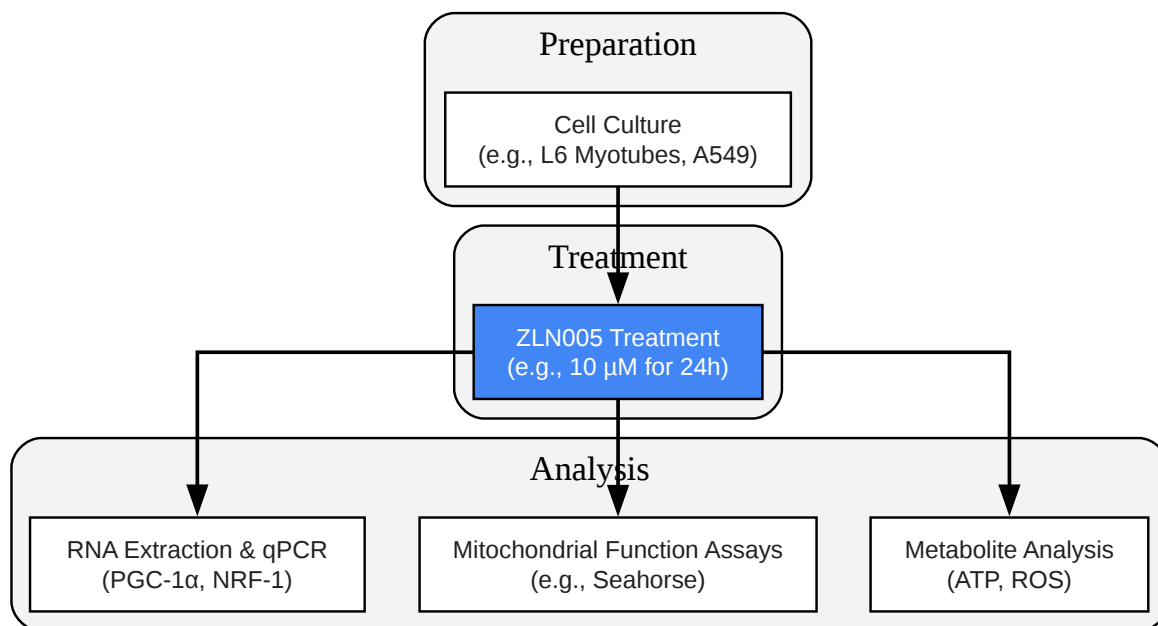 Preparation
Cell Culture
(e.g., L6 Myotubes, A549)
Treatment
ZLN005 Treatment
(e.g., 10 µM for 24h)
Analysis
RNA Extraction & qPCR
(PGC-1α, NRF-1)
Mitochondrial Function Assays
(e.g., Seahorse)
Metabolite Analysis
(ATP, ROS)